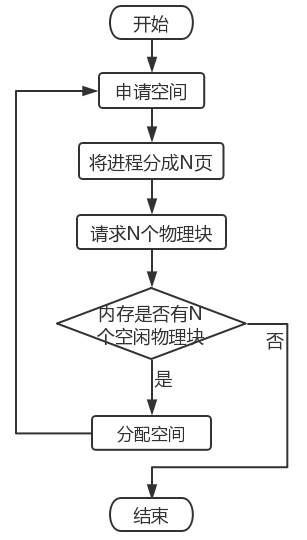 开始
申请空间
将进程分成N页
请求N个物理块
内存是否有N
个空闲物理块
否
是
分配空间
结束